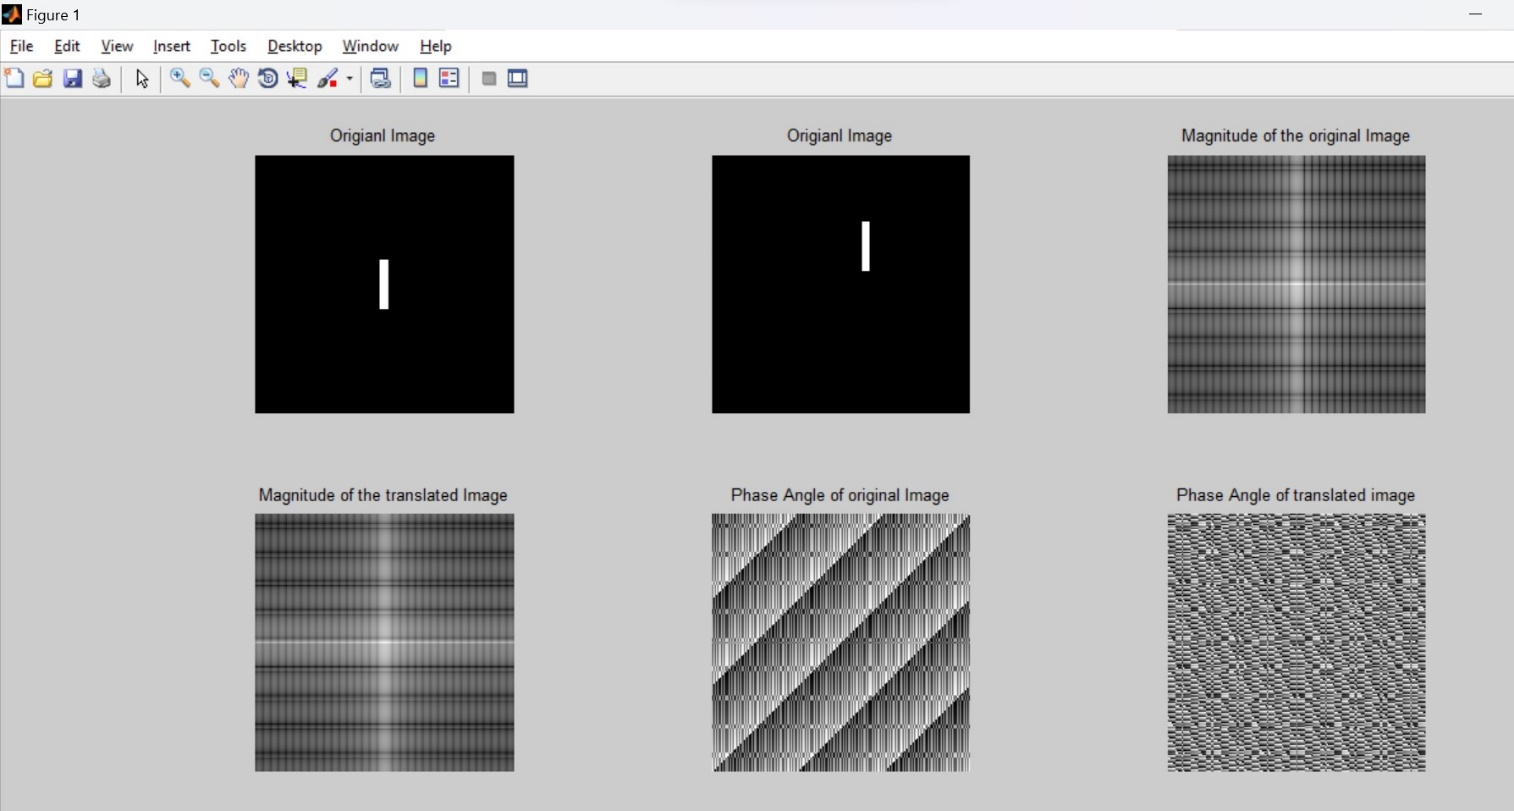 Figure 1
File Edit View Insert Tools Desktop Window Help
Origianl Image
Origianl Image
Magnitude of the original Image
Magnitude of the translated Image
Phase Angle of original Image
Phase Angle of translated image